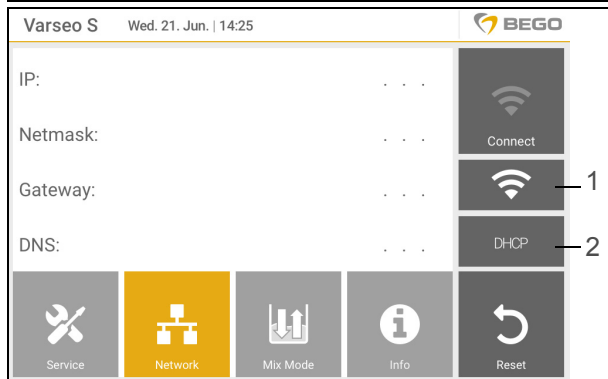 Varseo S Wed. 21. Jun. | 14:25 BEGO
IP: . . .
Netmask: . . .
Connect
Gateway: . . .
1
DNS: . . .
DHCP 2
Service Network Mix Mode Info Reset